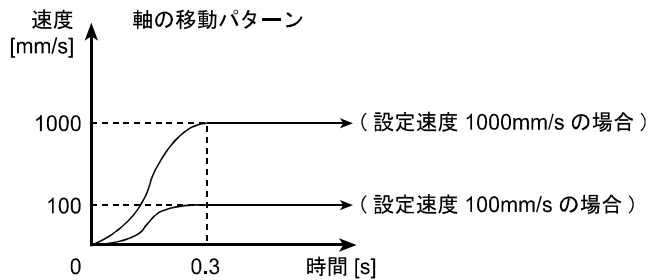 速度
[mm/s]
軸の移動パターン
1000
( 設定速度 1000mm/s の場合 )
100
( 設定速度 100mm/s の場合 )
0
0.3
時間 [s]